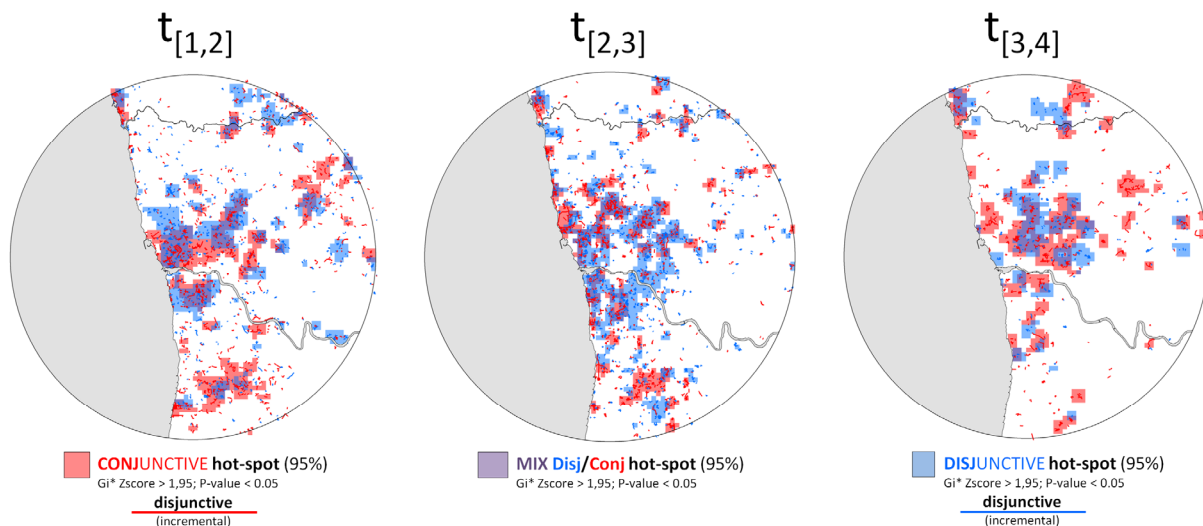 t[1,2]
t[2,3]
t[3,4]
CONJUNCTIVE hot-spot (95%)
Gi* Zscore > 1,95; P-value < 0.05
disjunctive
(incremental)
MIX Disj/Conj hot-spot (95%)
Gi* Zscore > 1,95; P-value < 0.05
DISJUNCTIVE hot-spot (95%)
Gi* Zscore > 1,95; P-value < 0.05
disjunctive
(incremental)